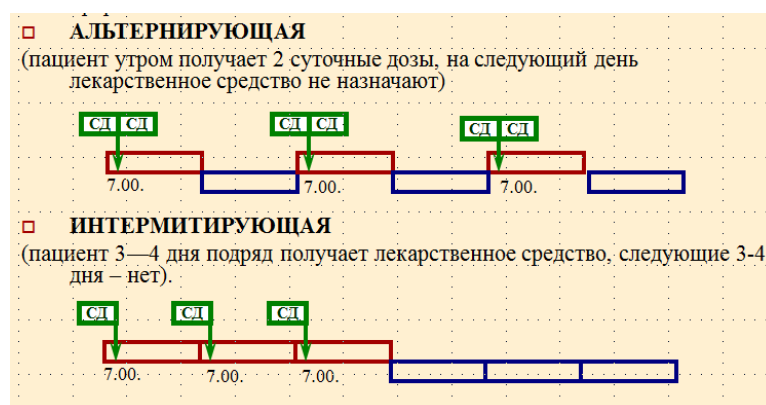 АЛЬТЕРНИРУЮЩАЯ
(пациент утром получает 2 суточные дозы, на следующий день
лекарственное средство не назначают)
СД СД СД СД СД СД
7.00. 7.00. 7.00.
ИНТЕРМИТИРУЮЩАЯ
(пациент 3—4 дня подряд получает лекарственное средство, следующие 3-4
дня – нет).
СД СД СД
7.00. 7.00. 7.00.